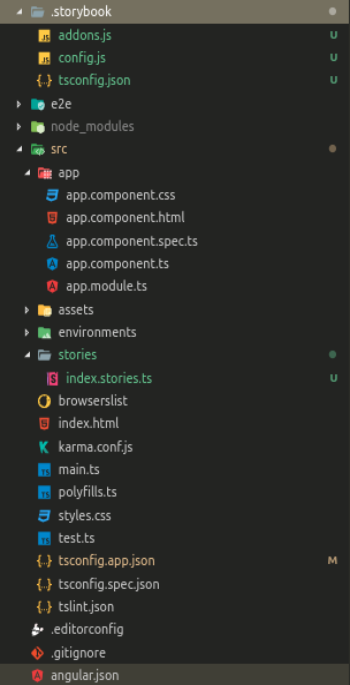 .storybook
addons.js U
config.js U
{..} tsconfig.json U
e2e
node_modules
src
app
app.component.css
app.component.html
app.component.spec.ts
app.component.ts
app.module.ts
assets
environments
stories
index.stories.ts U
browserslist
index.html
karma.conf.js
main.ts
polyfills.ts
styles.css
test.ts
{..} tsconfig.app.json M
{..} tsconfig.spec.json
{..} tslint.json
.editorconfig
.gitignore
angular.json